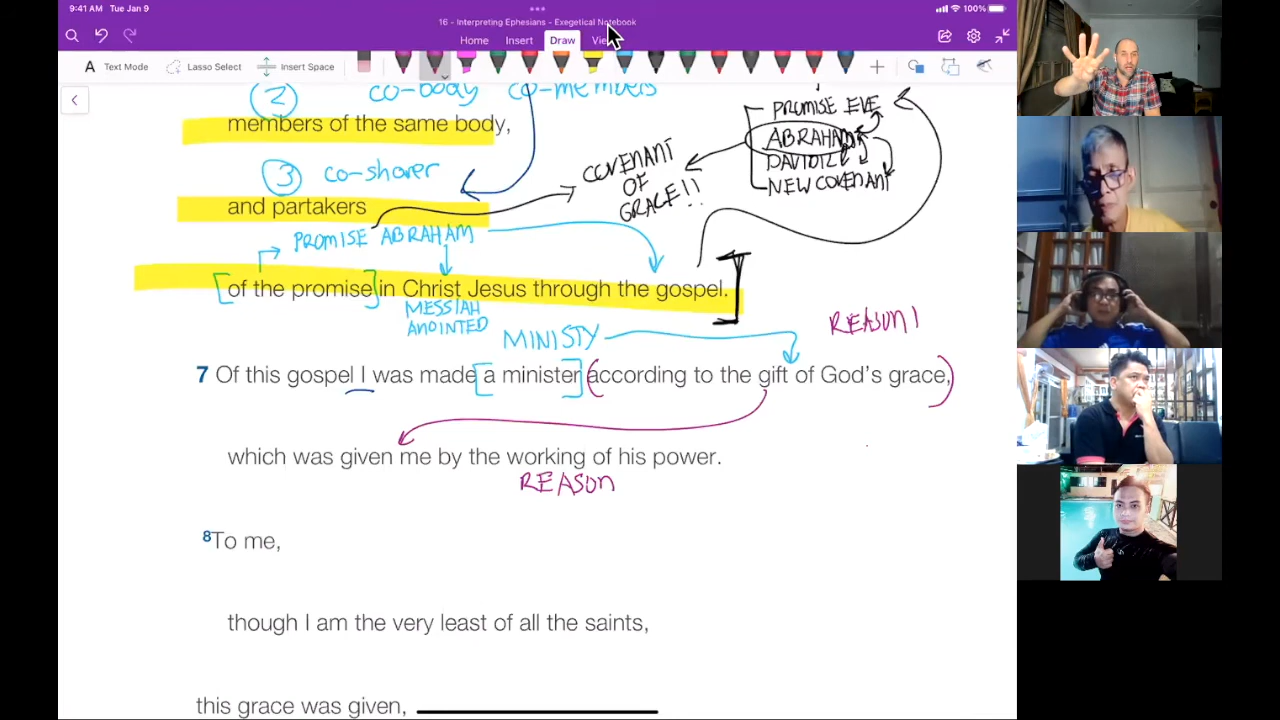 9:41 AM Tue Jan 9
100%
16 - Interpreting Ephesians - Exegetical Notebook
Home Insert Draw
A Text Mode Lasso Select Insert Space
2 co-body co-members
members of the same body,
3 co-sharer
and partakers
PROMISE ABRAHAM
[of the promise] in Christ Jesus through the gospel.
MESSIAH
ANOINTED
COVENANT
OF
GRACE!!
PROMISE EVE
ABRAHAM
NEW COVENANT
MINISTY
REASON 1
7 Of this gospel I was made [a minister] (according to the gift of God's grace,)
which was given me by the working of his power.
REASON
8 To me,
though I am the very least of all the saints,
this grace was given,